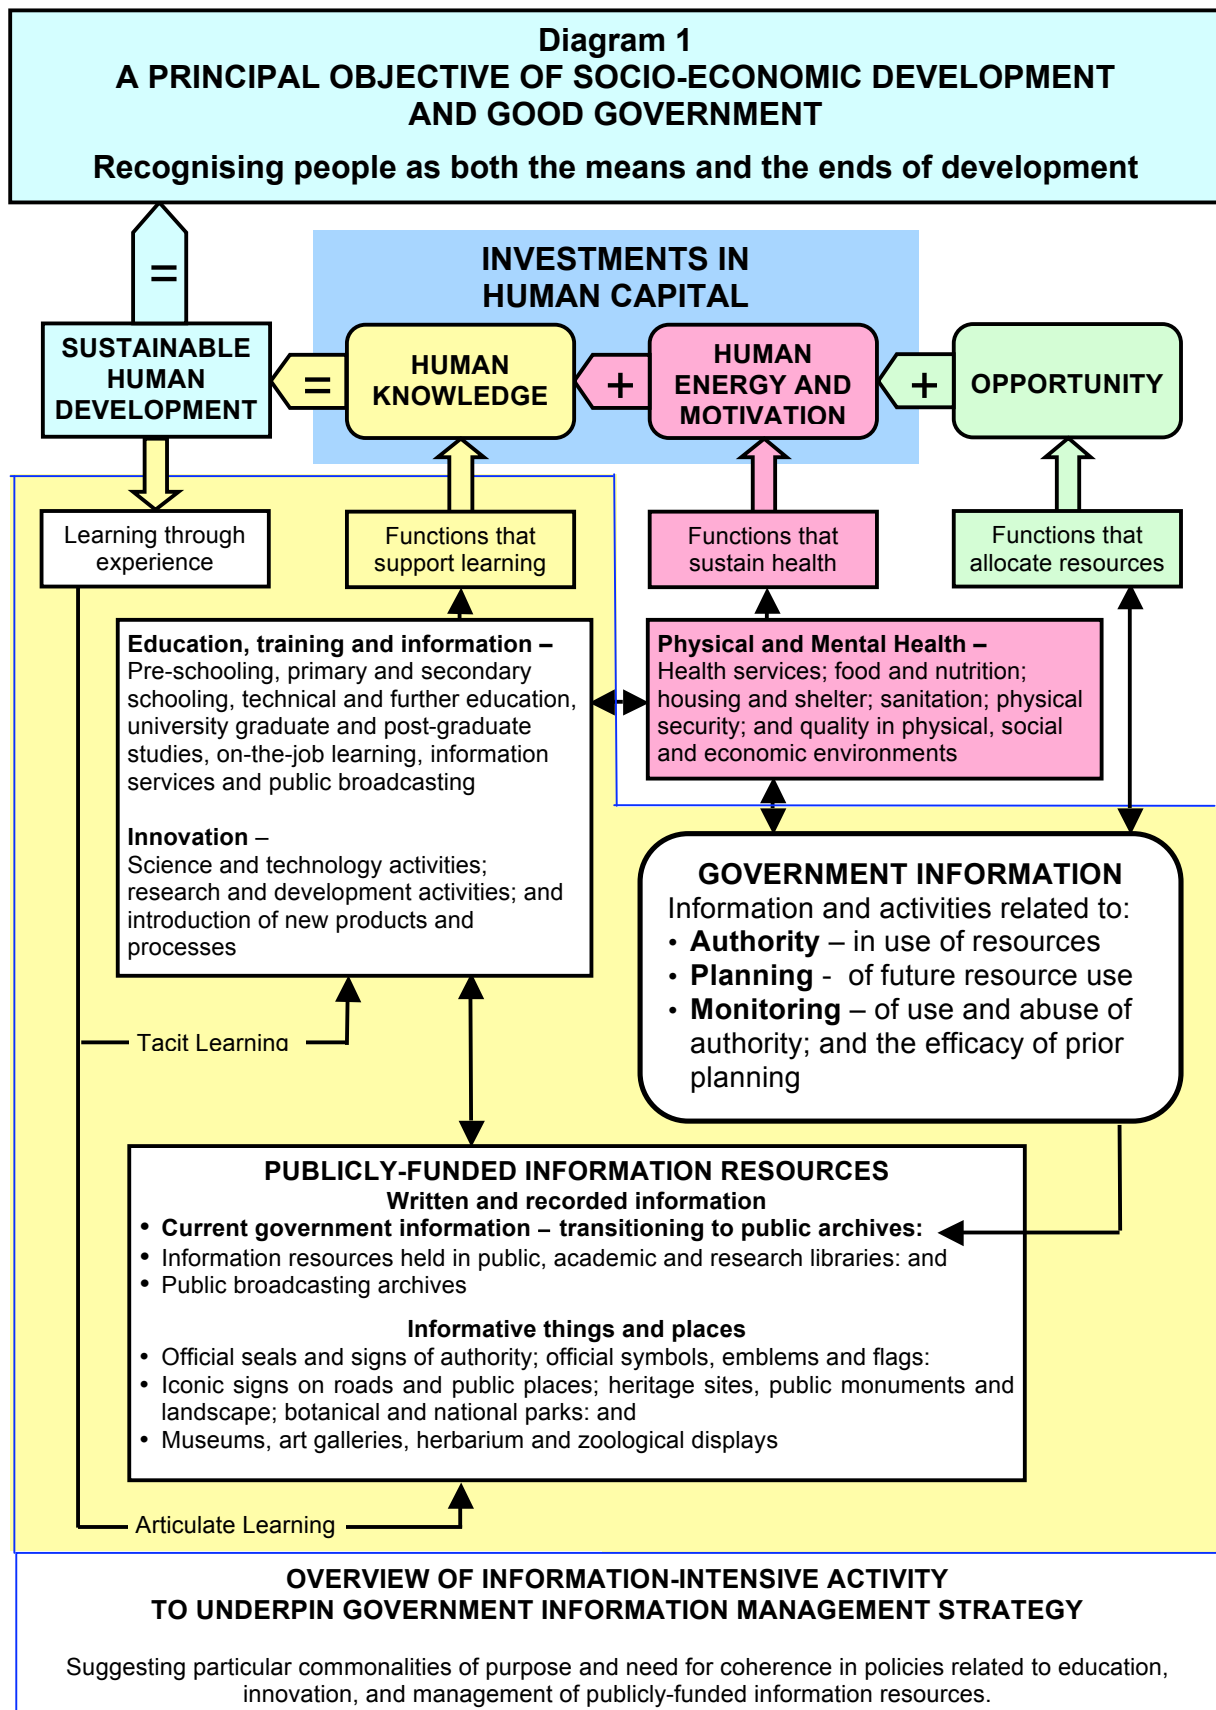 Diagram 1
A PRINCIPAL OBJECTIVE OF SOCIO-ECONOMIC DEVELOPMENT
AND GOOD GOVERNMENT
Recognising people as both the means and the ends of development
=
INVESTMENTS IN
HUMAN CAPITAL
SUSTAINABLE
HUMAN
DEVELOPMENT
=
HUMAN
KNOWLEDGE
+
HUMAN
ENERGY AND
MOTIVATION
+
OPPORTUNITY
Learning through
experience
Functions that
support learning
Functions that
sustain health
Functions that
allocate resources
Education, training and information –
Pre-schooling, primary and secondary
schooling, technical and further education,
university graduate and post-graduate
studies, on-the-job learning, information
services and public broadcasting
Innovation –
Science and technology activities;
research and development activities; and
introduction of new products and
processes
Physical and Mental Health –
Health services; food and nutrition;
housing and shelter; sanitation; physical
security; and quality in physical, social
and economic environments
GOVERNMENT INFORMATION
Information and activities related to:
• Authority – in use of resources
• Planning - of future resource use
• Monitoring – of use and abuse of
authority; and the efficacy of prior
planning
Tacit Learning
PUBLICLY-FUNDED INFORMATION RESOURCES
Written and recorded information
• Current government information – transitioning to public archives:
• Information resources held in public, academic and research libraries: and
• Public broadcasting archives
Informative things and places
• Official seals and signs of authority; official symbols, emblems and flags:
• Iconic signs on roads and public places; heritage sites, public monuments and
landscape; botanical and national parks: and
• Museums, art galleries, herbarium and zoological displays
Articulate Learning
OVERVIEW OF INFORMATION-INTENSIVE ACTIVITY
TO UNDERPIN GOVERNMENT INFORMATION MANAGEMENT STRATEGY
Suggesting particular commonalities of purpose and need for coherence in policies related to education,
innovation, and management of publicly-funded information resources.